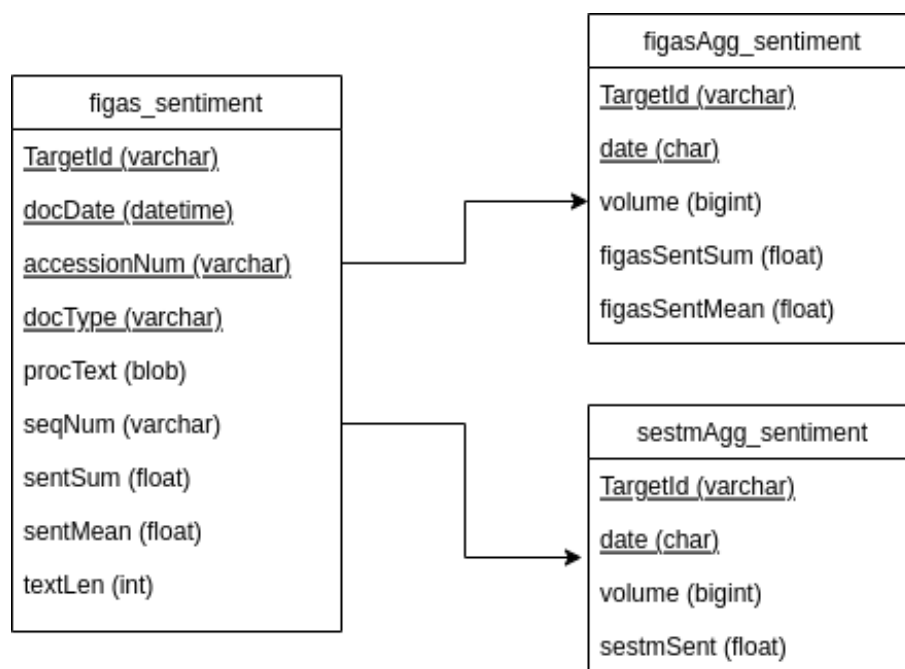 figas_sentiment
TargetId (varchar)
docDate (datetime)
accessionNum (varchar)
docType (varchar)
procText (blob)
seqNum (varchar)
sentSum (float)
sentMean (float)
textLen (int)
figasAgg_sentiment
TargetId (varchar)
date (char)
volume (bigint)
figasSentSum (float)
figasSentMean (float)
sestmAgg_sentiment
TargetId (varchar)
date (char)
volume (bigint)
sestmSent (float)